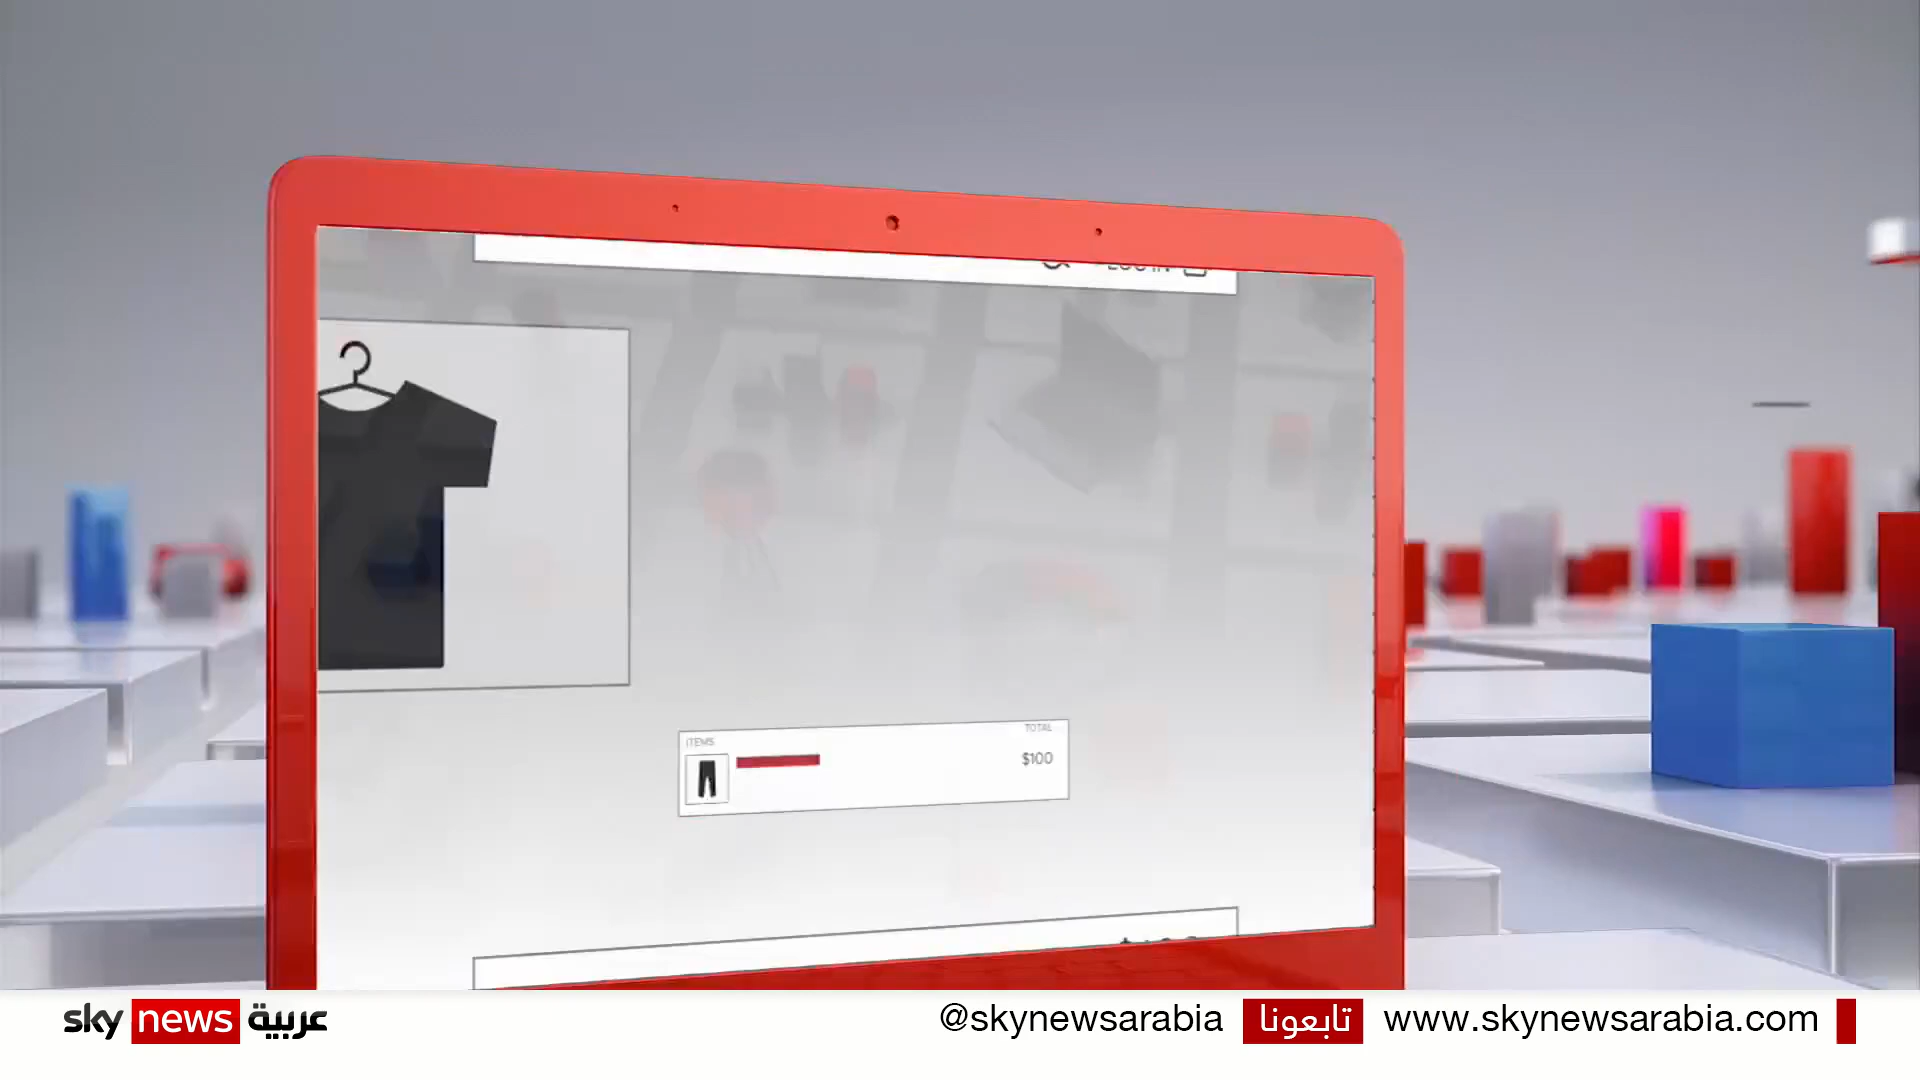 ITEMS
TOTAL
$100
sky news عربية
@skynewsarabia
تابعونا
www.skynewsarabia.com